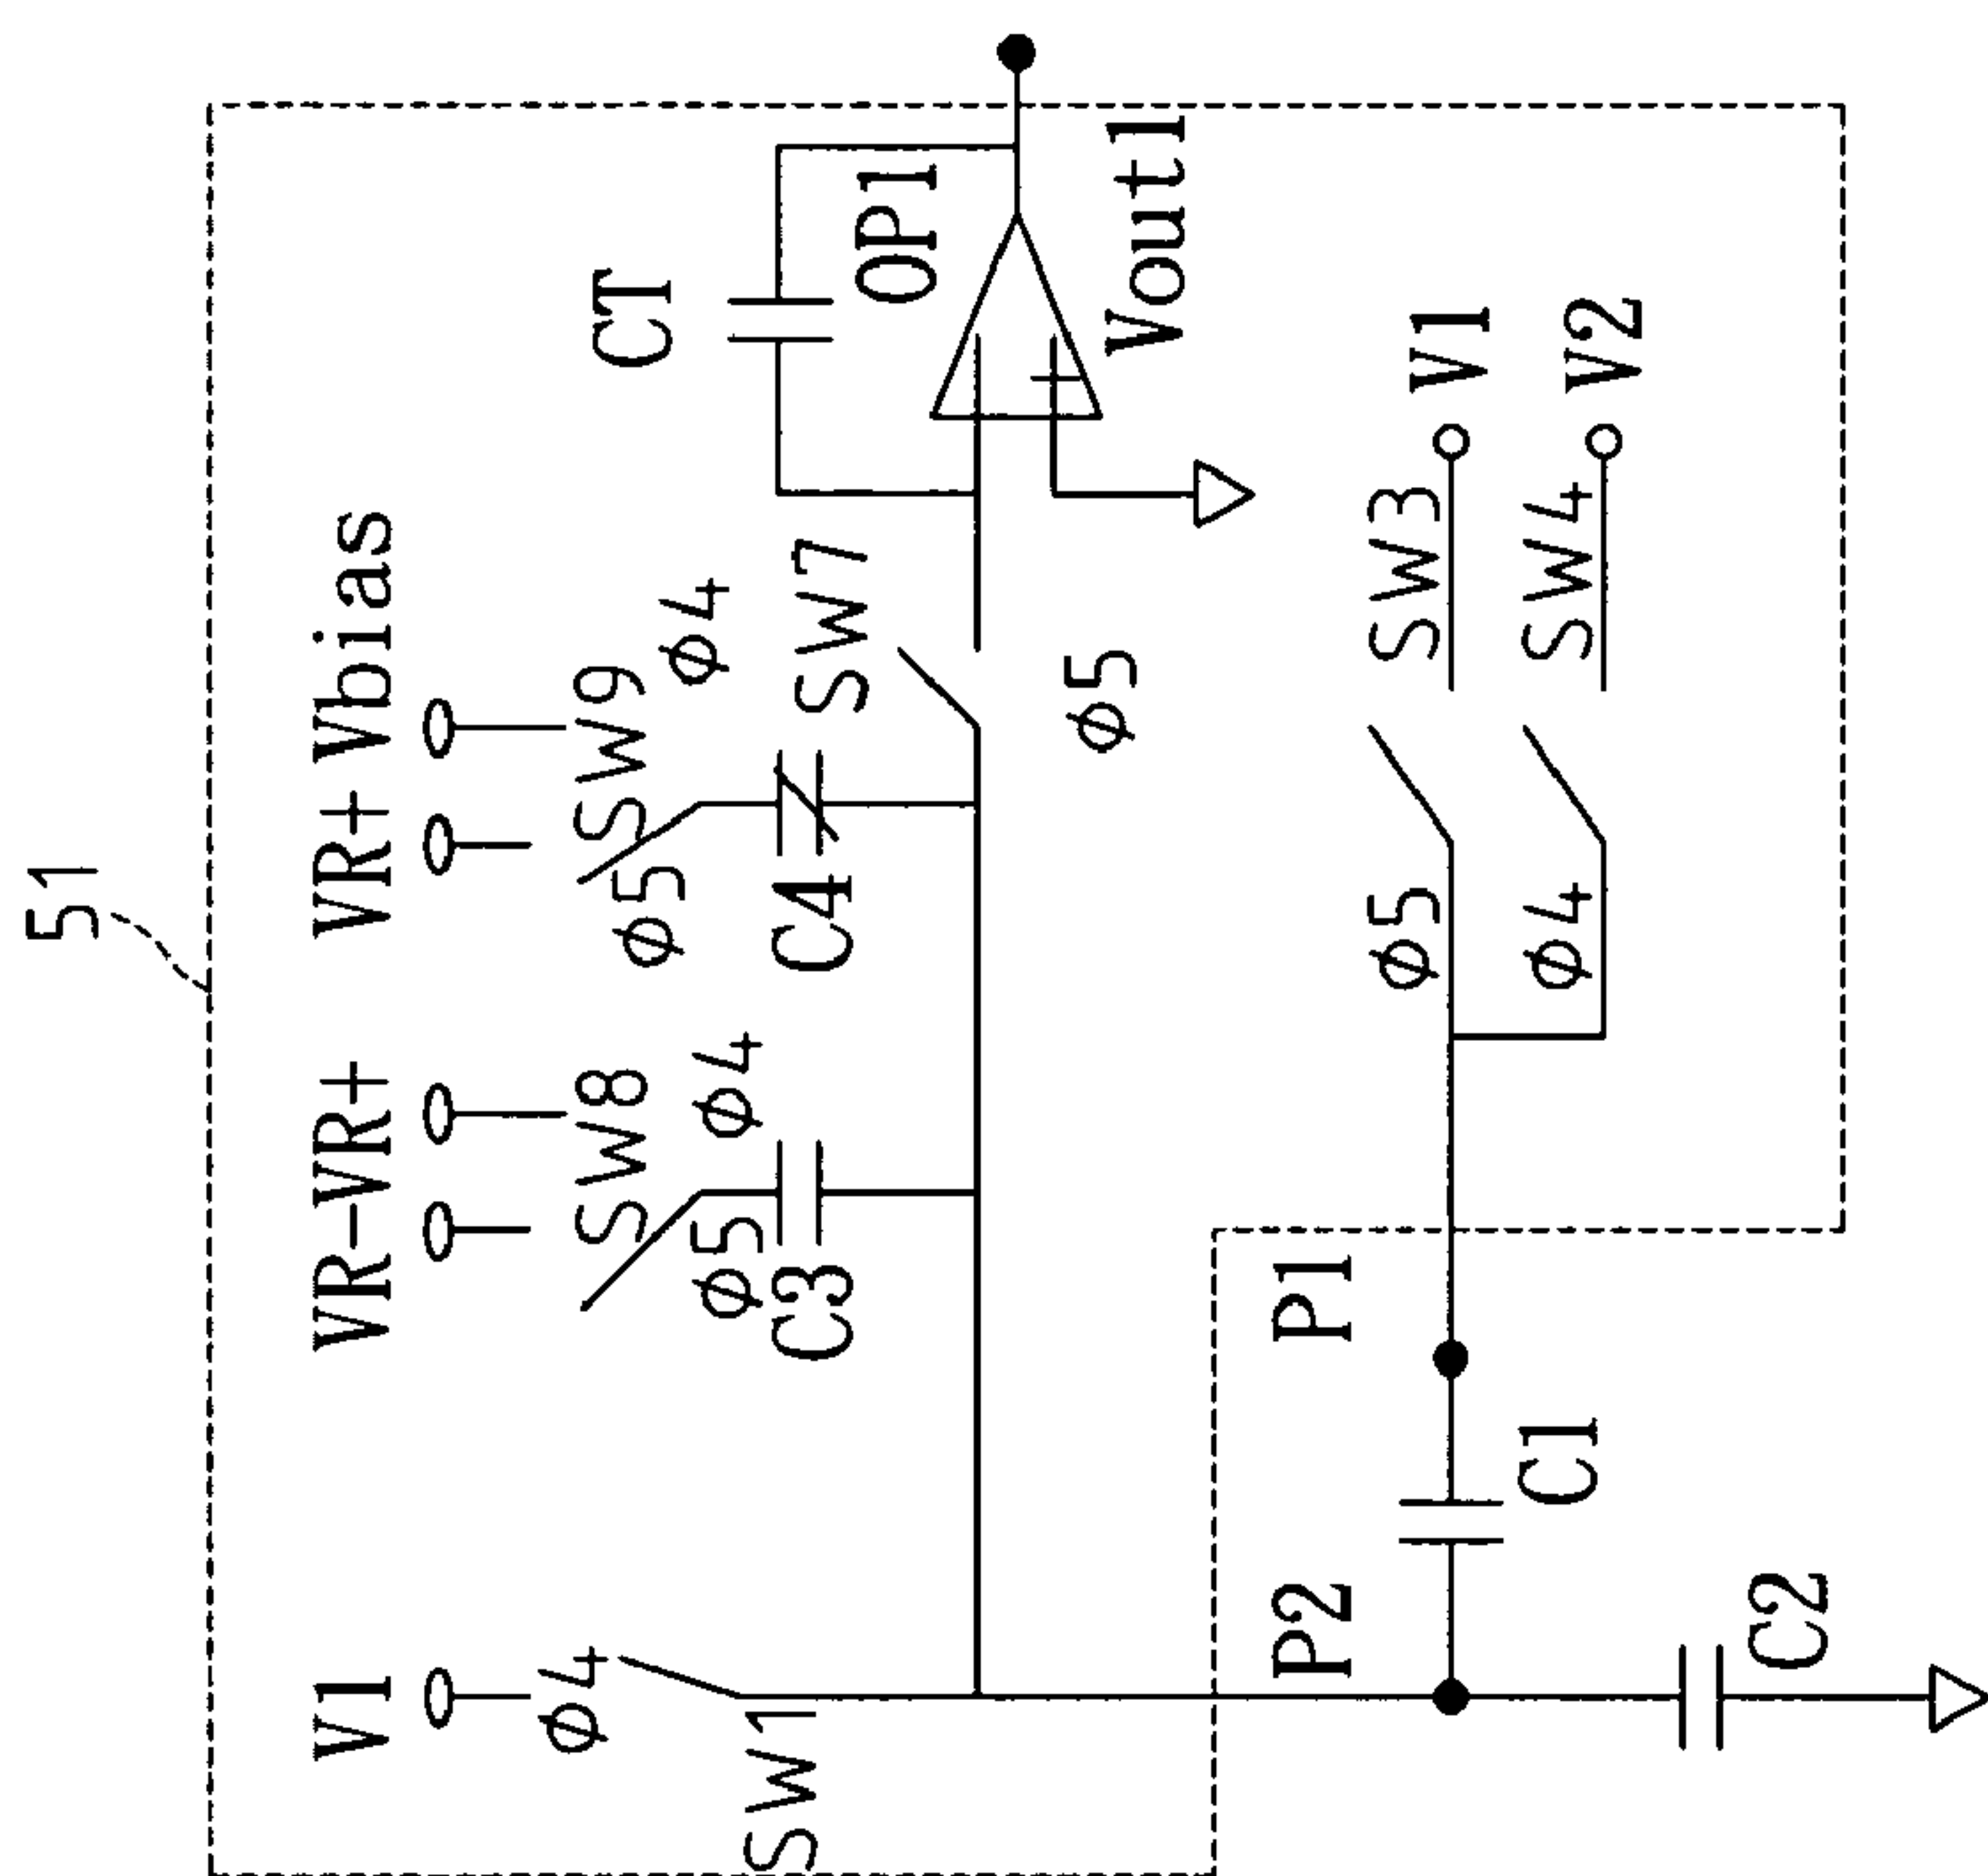 51
V1
VR-
VR+
VR+
Vbias
φ4
SW1
φ5
SW8
φ4
C3
φ5
SW9
φ4
C4
SW7
φ5
CT
OP1
Vout1
P2
P1
C1
C2
φ5
SW3
V1
φ4
SW4
V2